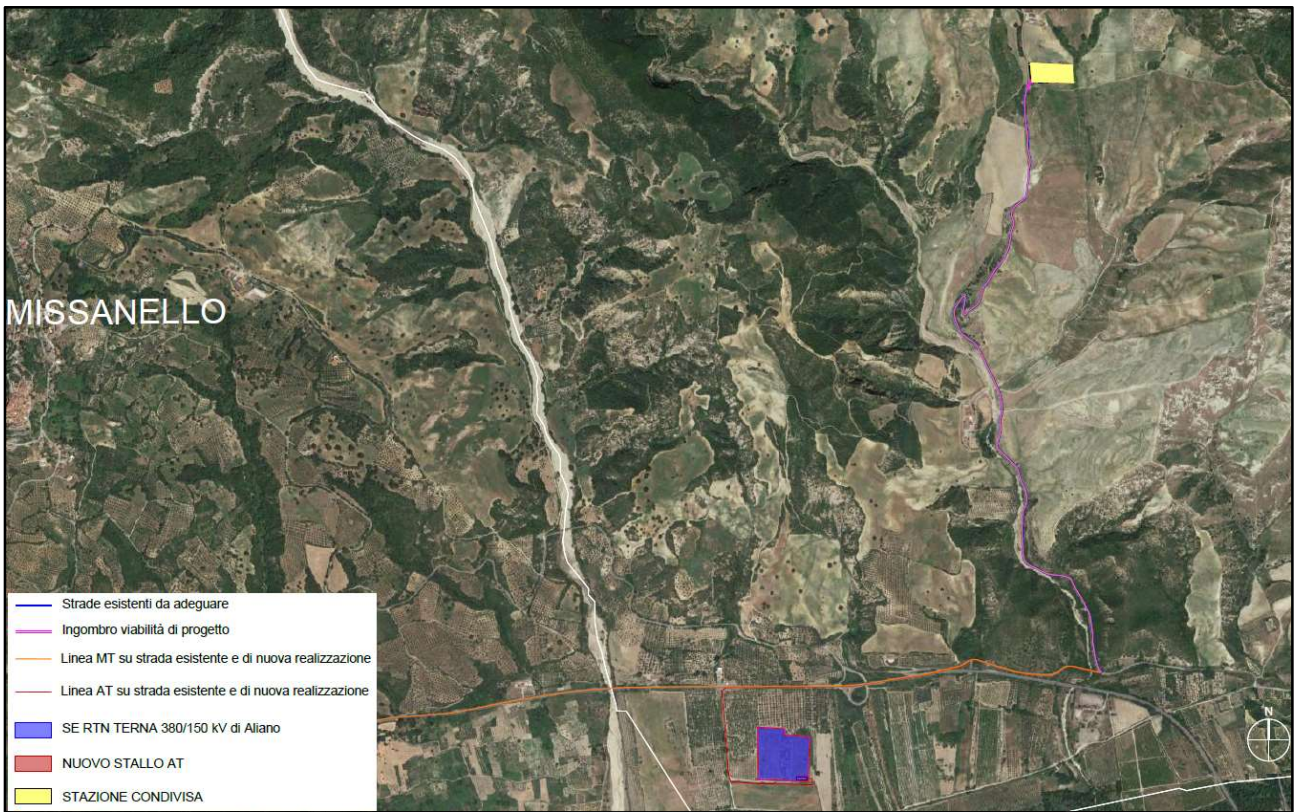 MISSANELLO
Strade esistenti da adeguare
Ingombro viabilità di progetto
Linea MT su strada esistente e di nuova realizzazione
Linea AT su strada esistente e di nuova realizzazione
SE RTN TERNA 380/150 kV di Aliano
NUOVO STALLO AT
STAZIONE CONDIVISA
N